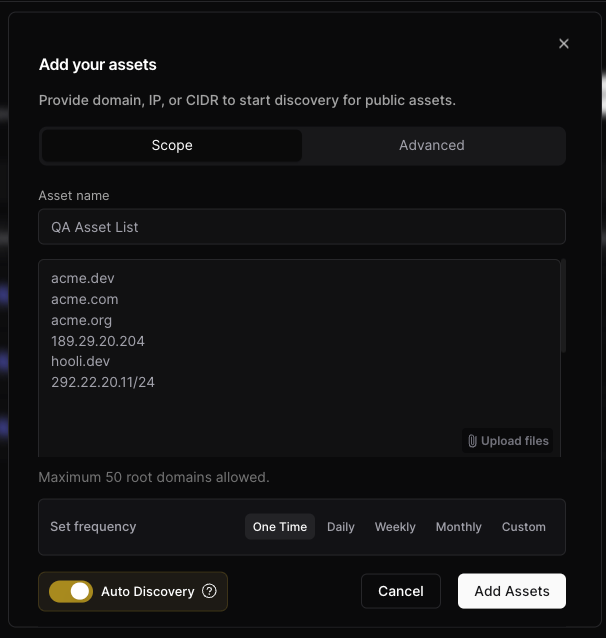 Add your assets
Provide domain, IP, or CIDR to start discovery for public assets.
Scope
Advanced
Asset name
QA Asset List
acme.dev
acme.com
acme.org
189.29.20.204
hooli.dev
292.22.20.11/24
Upload files
Maximum 50 root domains allowed.
Set frequency
One Time
Daily
Weekly
Monthly
Custom
Auto Discovery
Cancel
Add Assets